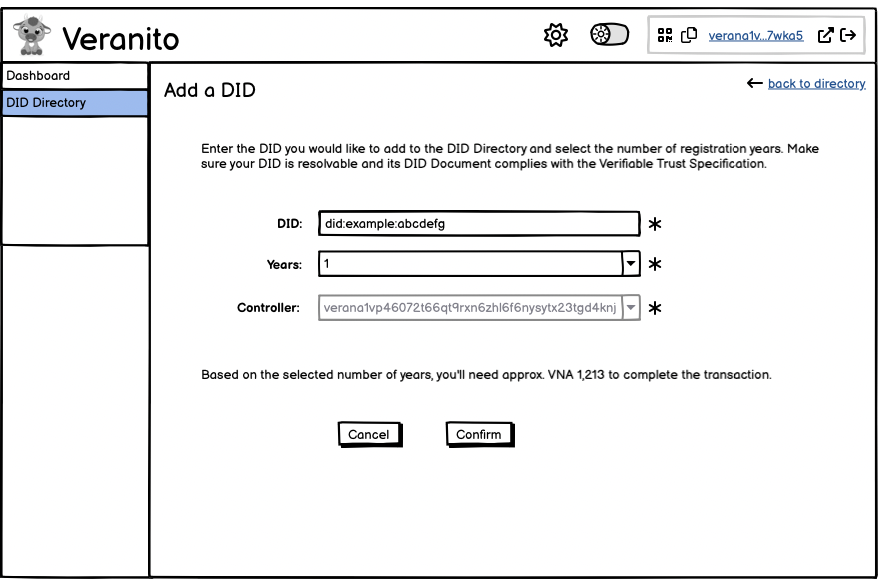 Veranito
verana1v...7wka5
Dashboard
DID Directory
Add a DID
back to directory
Enter the DID you would like to add to the DID Directory and select the number of registration years. Make
sure your DID is resolvable and its DID Document complies with the Verifiable Trust Specification.
DID: did:example:abcdefg *
Years: 1 *
Controller: verana1vp46072t66qt9rxn6zhl6f6nysytx23tgd4knj *
Based on the selected number of years, you'll need approx. VNA 1,213 to complete the transaction.
Cancel Confirm